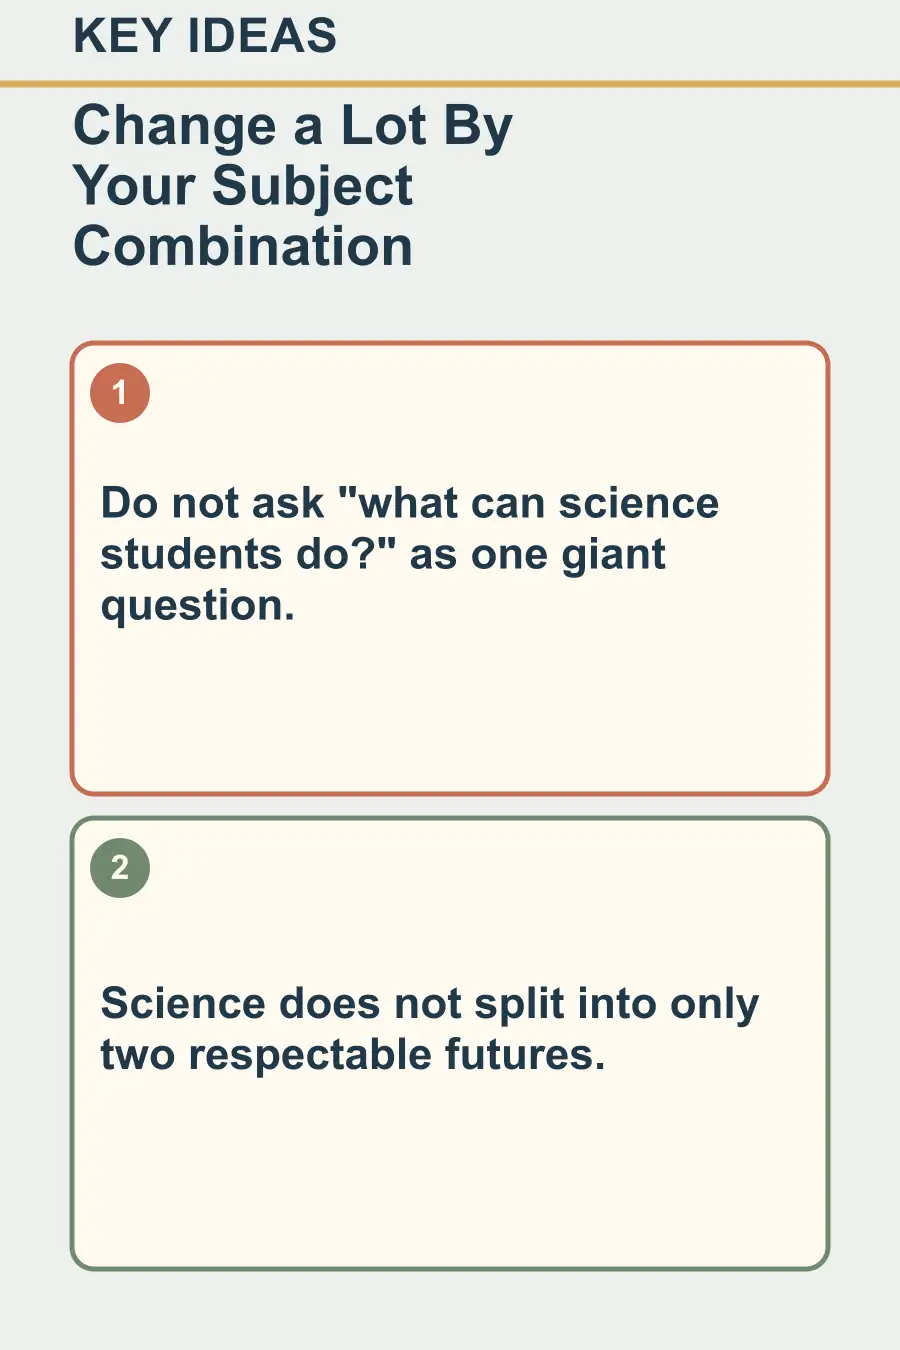 KEY IDEAS
Change a Lot By
Your Subject
Combination
1
Do not ask "what can science
students do?" as one giant
question.
2
Science does not split into only
two respectable futures.